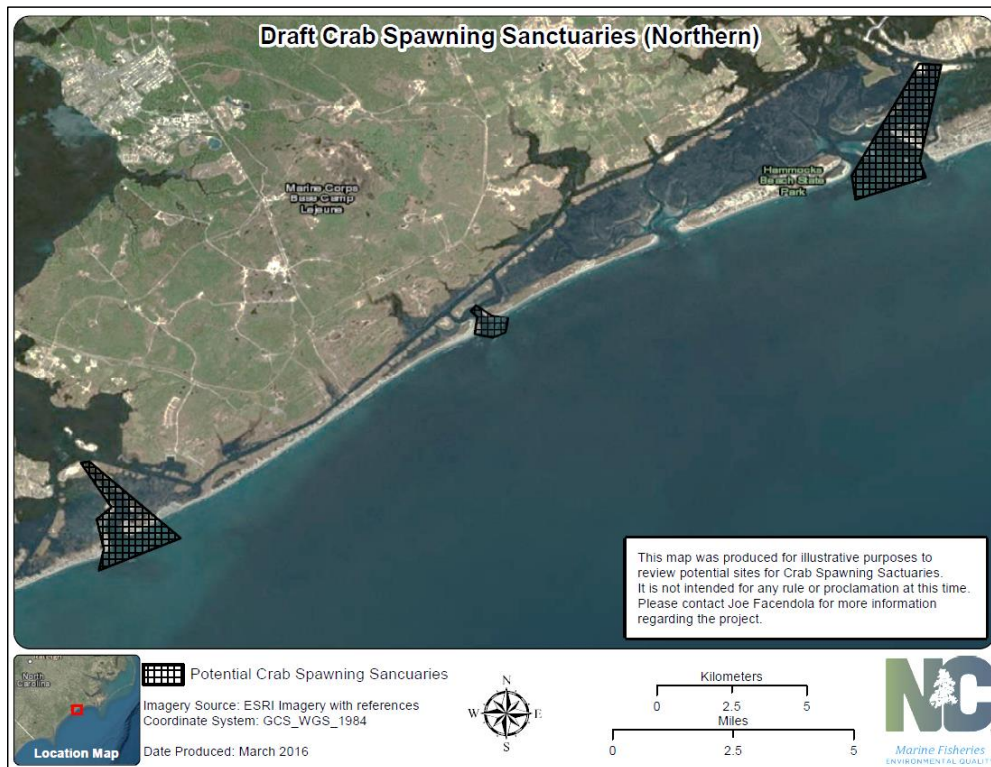 Draft Crab Spawning Sanctuaries (Northern)
Hammocks
Beach State
Park
Marine Corps
Base Camp
Lejeune
This map was produced for illustrative purposes to
review potential sites for Crab Spawning Sactuaries.
It is not intended for any rule or proclamation at this time.
Please contact Joe Facendola for more information
regarding the project.
North
Carolina
Location Map
Potential Crab Spawning Sancuaries
Imagery Source: ESRI Imagery with references
Coordinate System: GCS_WGS_1984
Date Produced: March 2016
N
W E
S
Kilometers
0 2.5 5
Miles
0 2.5 5
NC
Marine Fisheries
ENVIRONMENTAL QUALITY